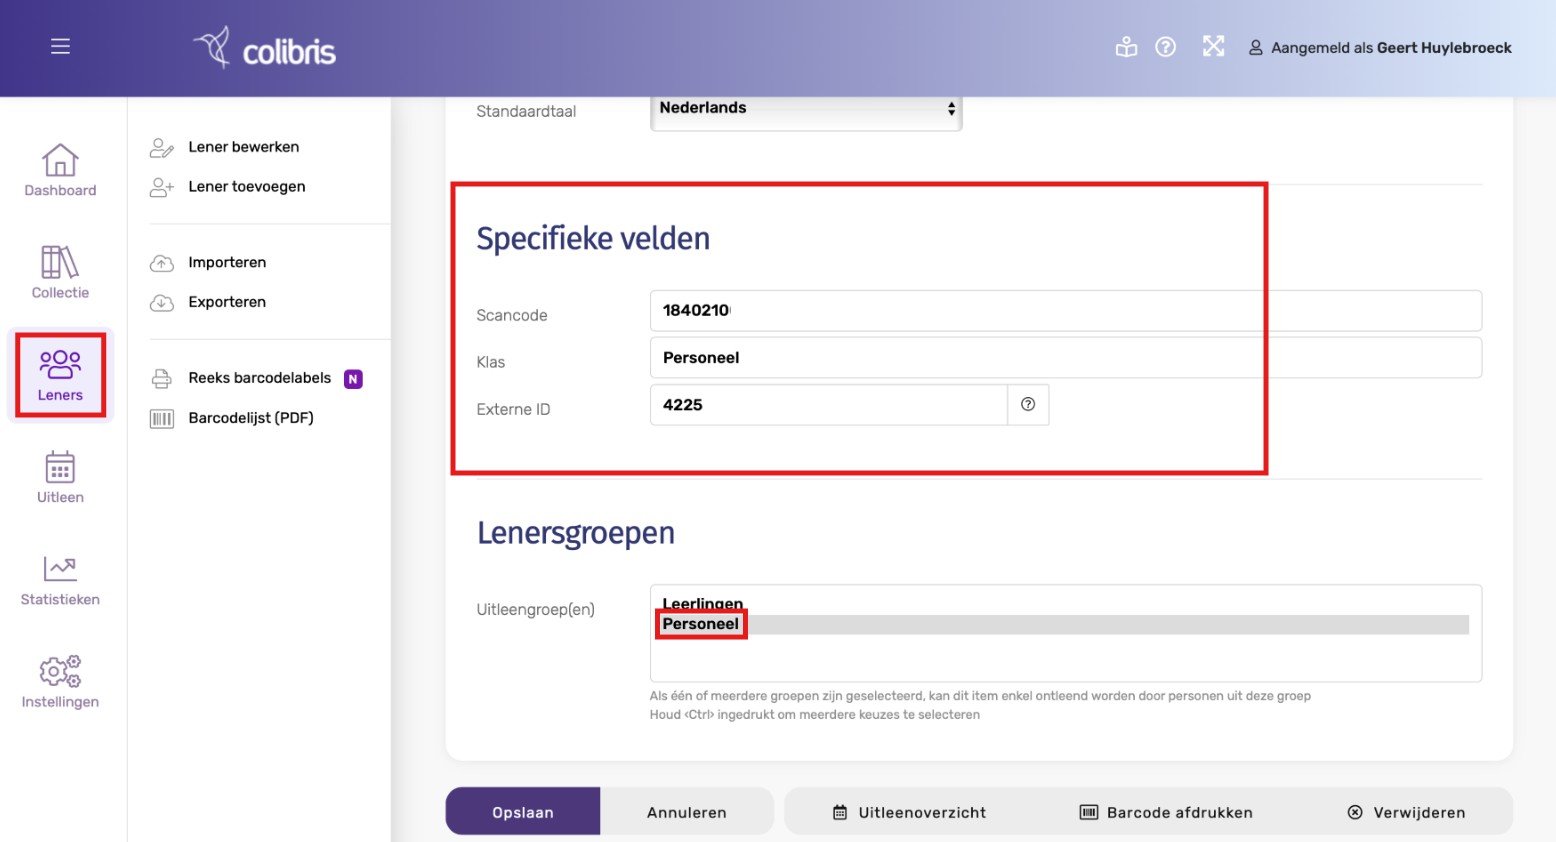 colibris
Aangemeld als Geert Huylebroeck
Dashboard
Collectie
Leners
Uitleen
Statistieken
Instellingen
Lener bewerken
Lener toevoegen
Importeren
Exporteren
Reeks barcodelabels N
Barcodelijst (PDF)
Standaardtaal Nederlands
Specifieke velden
Scancode 1840210
Klas Personeel
Externe ID 4225
Lenersgroepen
Uitleengroep(en) Leerlingen
Personeel
Als één of meerdere groepen zijn geselecteerd, kan dit item enkel ontleend worden door personen uit deze groep
Houd <Ctrl> ingedrukt om meerdere keuzes te selecteren
Opslaan Annuleren Uitleenoverzicht Barcode afdrukken Verwijderen